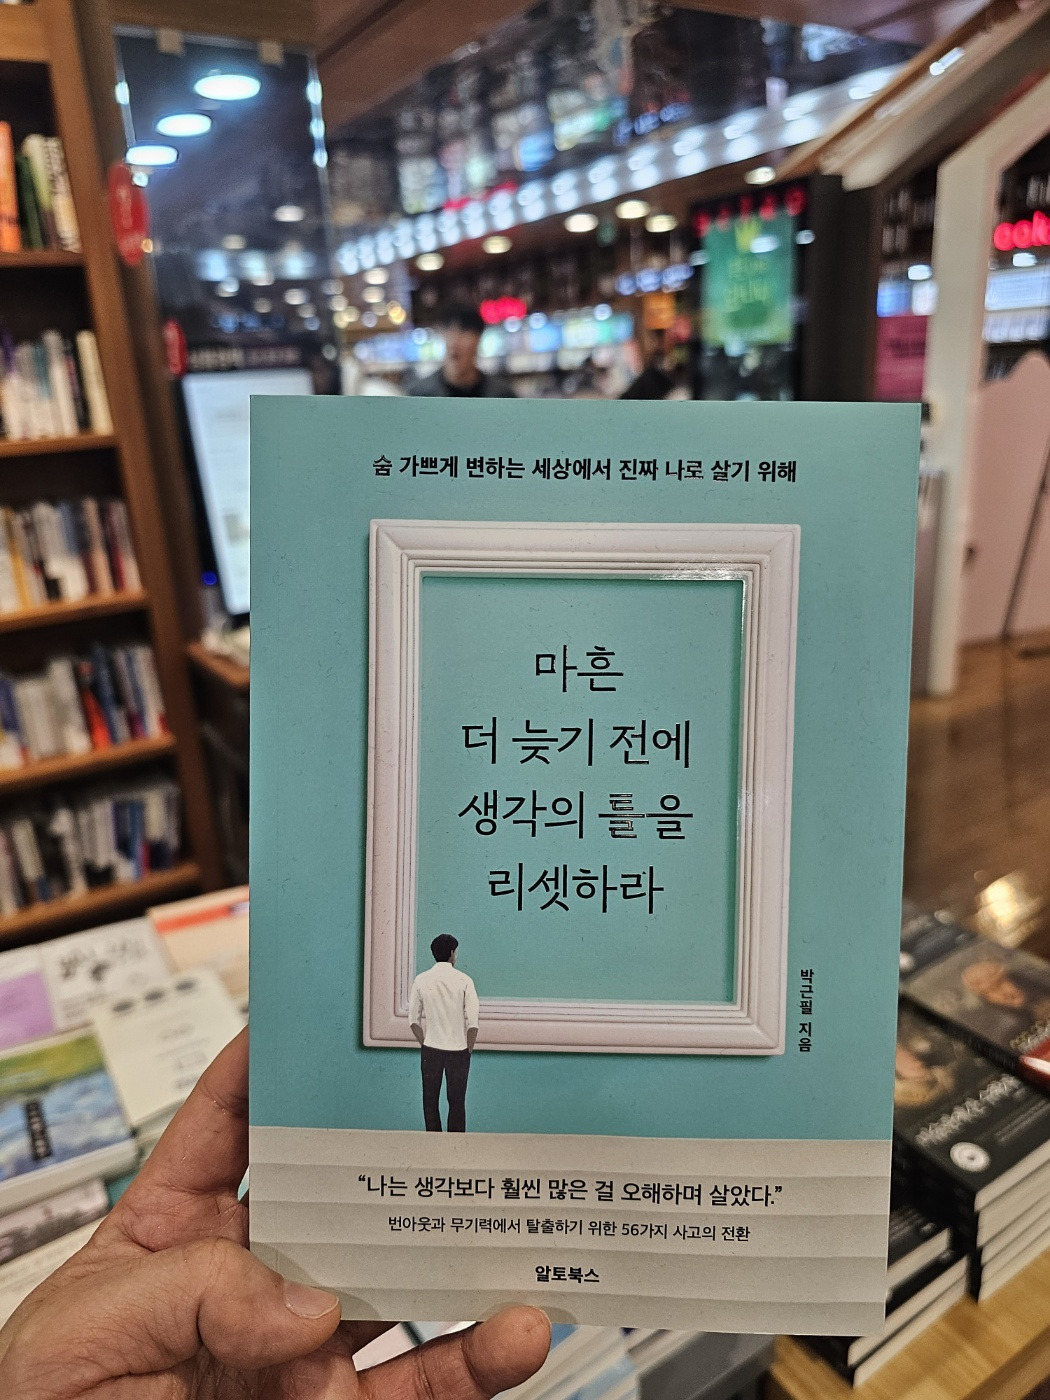 숨 가쁘게 변하는 세상에서 진짜 나로 살기 위해
마흔
더 늦기 전에
생각의 틀을
리셋하라
박근필 지음
“나는 생각보다 훨씬 많은 걸 오해하며 살았다.”
번아웃과 무기력에서 탈출하기 위한 56가지 사고의 전환
알토북스